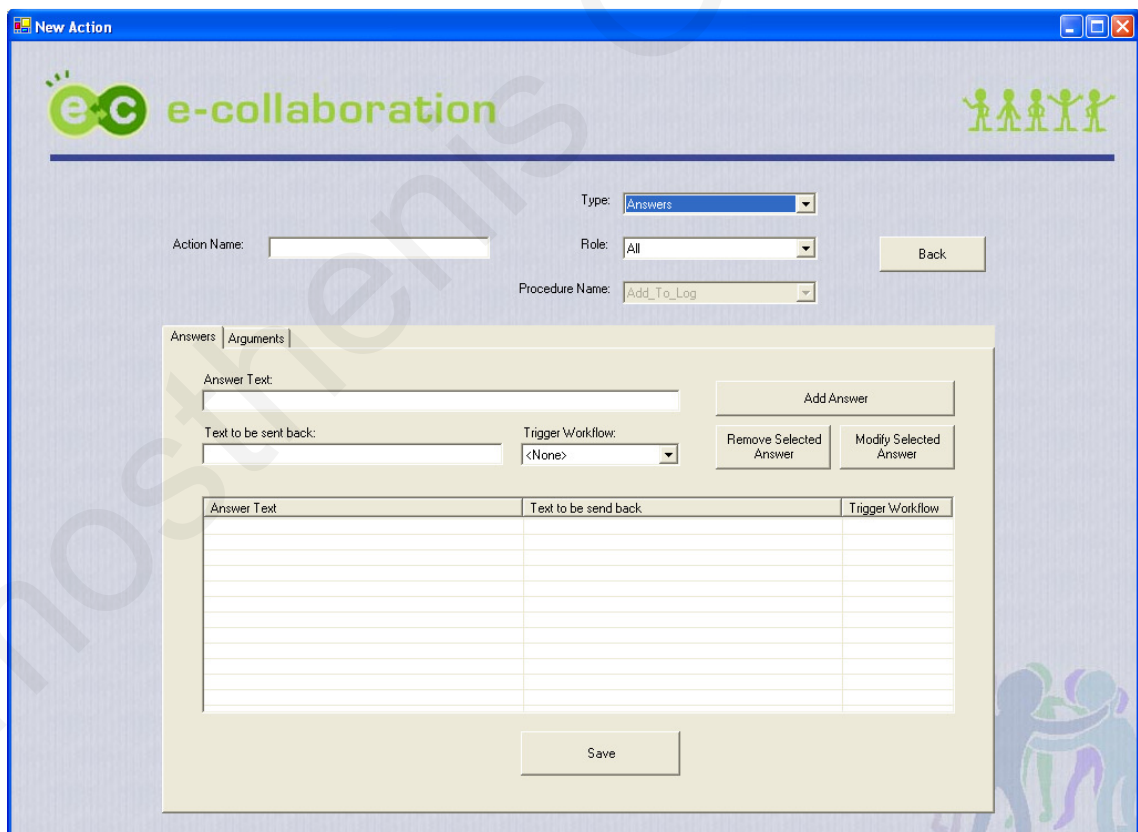 New Action
e-c e-collaboration
Type: Answers
Action Name:
Role: All
Back
Procedure Name: Add_To_Log
Answers Arguments
Answer Text:
Add Answer
Text to be sent back:
Trigger Workflow:
<None>
Remove Selected Answer
Modify Selected Answer
Answer Text Text to be send back Trigger Workflow
Save